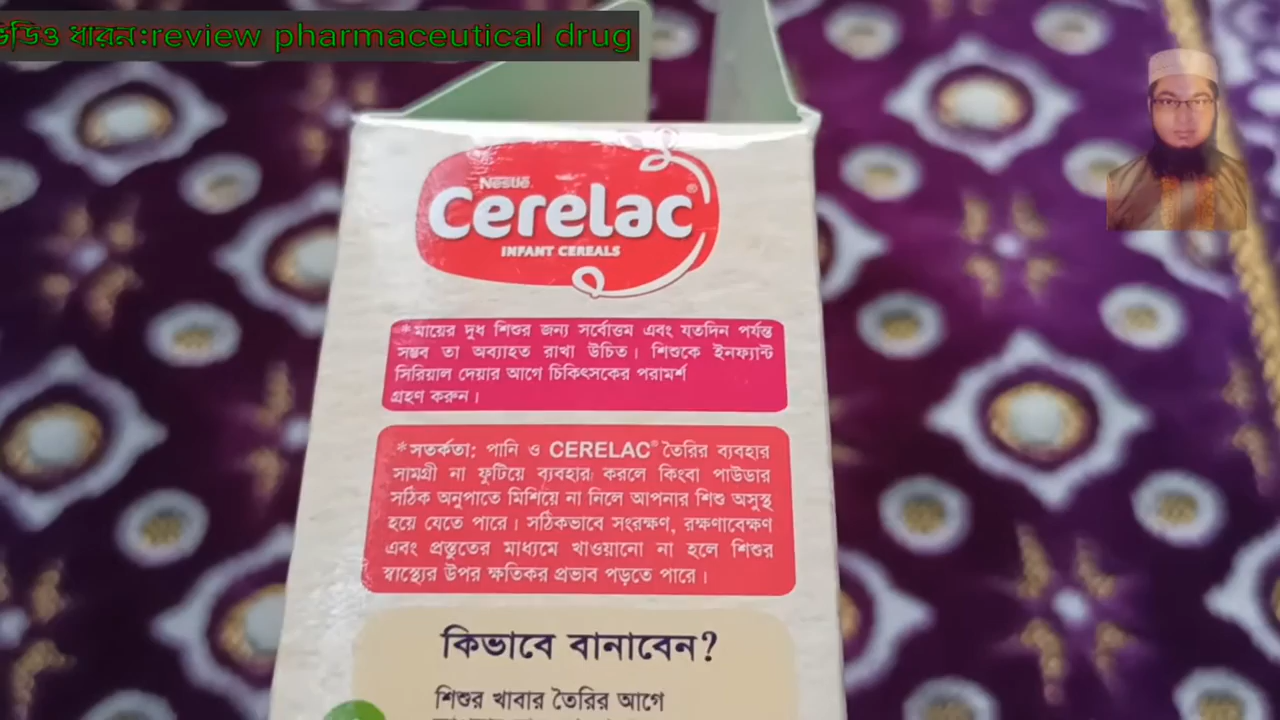 ভিডিও ধারন:review pharmaceutical drug
Nestlé
Cerelac®
INFANT CEREALS
*মায়ের দুধ শিশুর জন্য সর্বোত্তম এবং যতদিন পর্যন্ত
সম্ভব তা অব্যাহত রাখা উচিত। শিশুকে ইনফ্যান্ট
সিরিয়াল দেয়ার আগে চিকিৎসকের পরামর্শ
গ্রহণ করুন।
*সতর্কতা: পানি ও CERELAC® তৈরির ব্যবহার
সামগ্রী না ফুটিয়ে ব্যবহার করলে কিংবা পাউডার
সঠিক অনুপাতে মিশিয়ে না নিলে আপনার শিশু অসুস্থ
হয়ে যেতে পারে। সঠিকভাবে সংরক্ষণ, রক্ষণাবেক্ষণ
এবং প্রস্তুতের মাধ্যমে খাওয়ানো না হলে শিশুর
স্বাস্থ্যের উপর ক্ষতিকর প্রভাব পড়তে পারে।
কিভাবে বানাবেন?
শিশুর খাবার তৈরির আগে